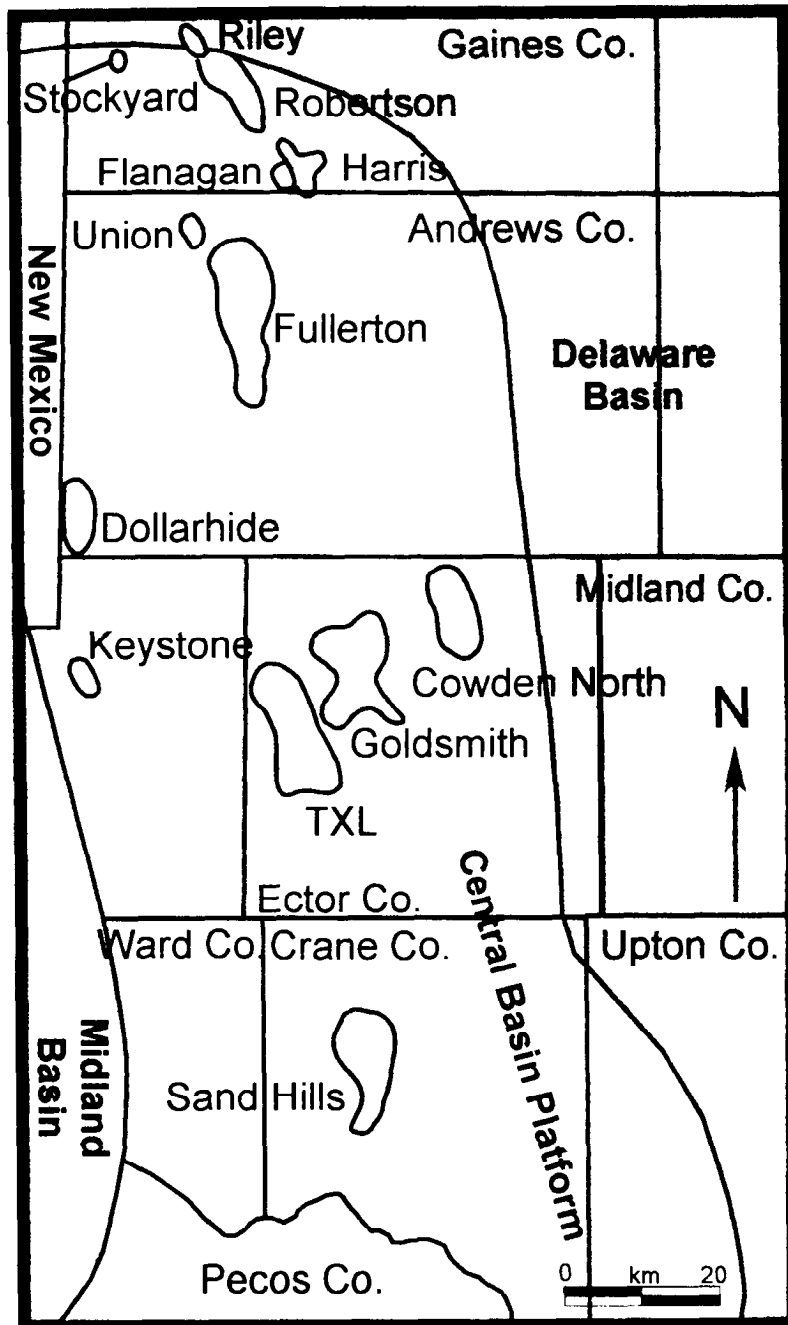 Riley
Gaines Co.
Stockyard
Robertson
Flanagan
Harris
Union
Andrews Co.
New Mexico
Fullerton
Delaware
Basin
Dollarhide
Midland Co.
Keystone
Cowden North
N
Goldsmith
TXL
Ector Co.
Central Basin Platform
Ward Co.
Crane Co.
Upton Co.
Midland
Basin
Sand Hills
Pecos Co.
0 km 20